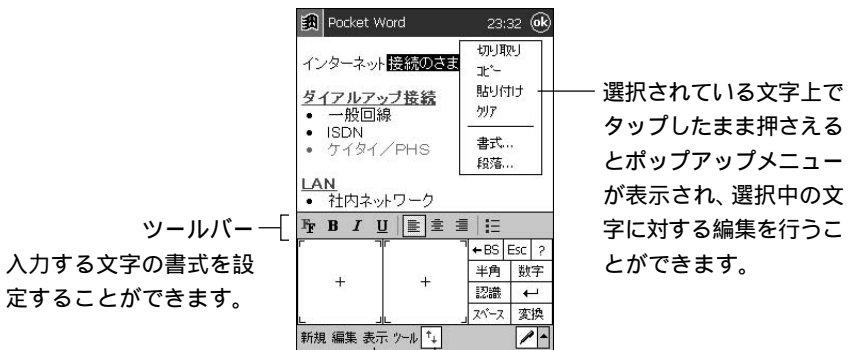 Pocket Word 23:32 ok
インターネット接続のさま
ダイアルアップ接続
• 一般回線
• ISDN
• ケイタイ／PHS
LAN
• 社内ネットワーク
切り取り
コピー
貼り付け
クリア
書式...
段落...
選択されている文字上で
タップしたまま押さえる
とポップアップメニュー
が表示され、選択中の文
字に対する編集を行うこ
とができます。
ツールバー
入力する文字の書式を設
定することができます。
B I U
←BS Esc ?
半角 数字
認識 ↵
スペース 変換
新規 編集 表示 ツール